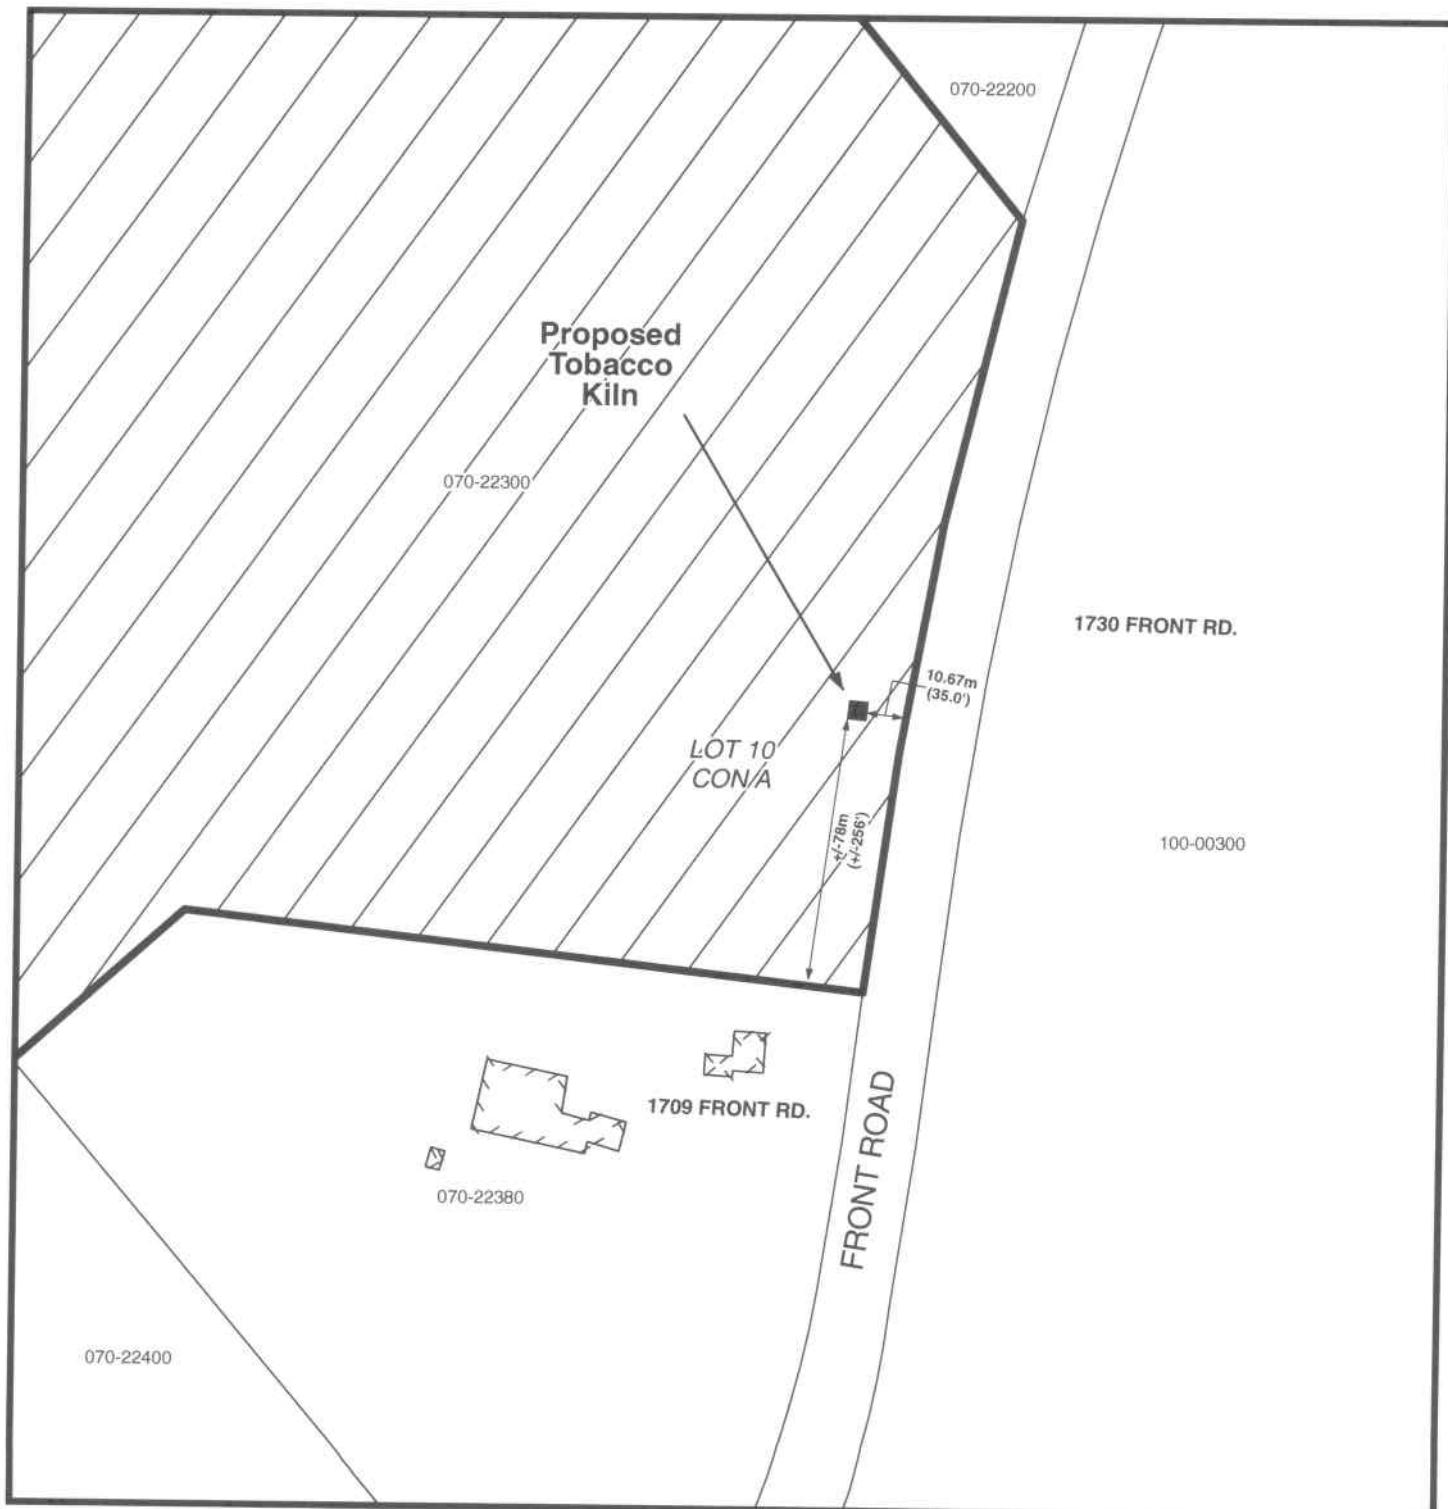 070-22200
Proposed
Tobacco
Kiln
070-22300
1730 FRONT RD.
10.67m
(35.0')
LOT 10
CON A
+/-78m
(+/-256')
100-00300
1709 FRONT RD.
FRONT ROAD
070-22380
070-22400